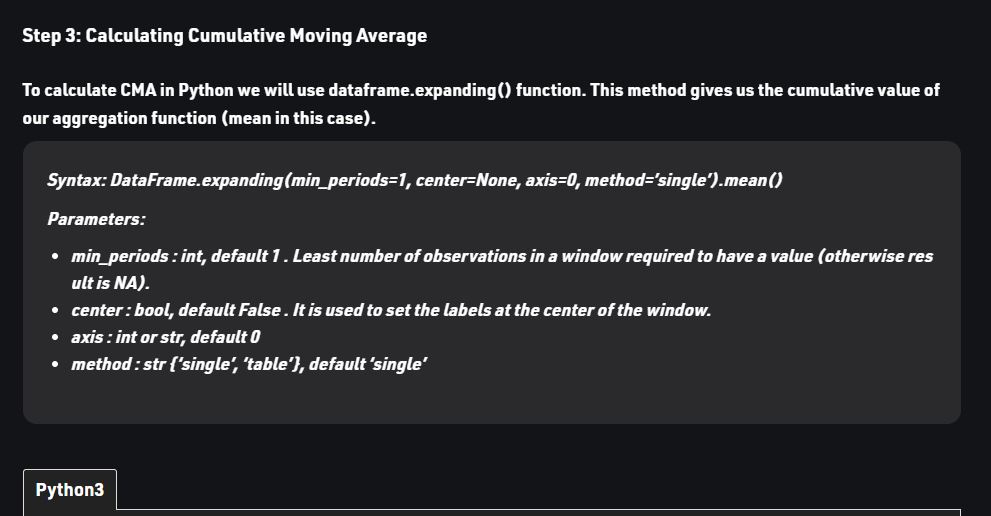 Step 3: Calculating Cumulative Moving Average
To calculate CMA in Python we will use dataframe.expanding() function. This method gives us the cumulative value of
our aggregation function (mean in this case).
Syntax: DataFrame.expanding(min_periods=1, center=None, axis=0, method=’single’).mean()
Parameters:
• min_periods : int, default 1 . Least number of observations in a window required to have a value (otherwise res
ult is NA).
• center : bool, default False . It is used to set the labels at the center of the window.
• axis : int or str, default 0
• method : str {‘single’, ‘table’}, default ‘single’
Python3